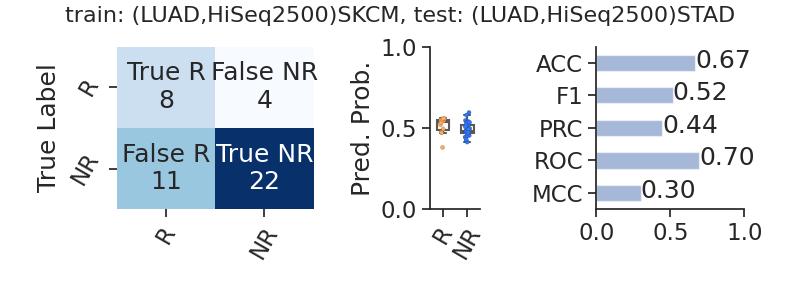 train: (LUAD,HiSeq2500)SKCM, test: (LUAD,HiSeq2500)STAD
True Label
R
NR
True R
8
False NR
4
False R
11
True NR
22
R
NR
Pred. Prob.
1.0
0.5
0.0
R
NR
ACC
0.67
F1
0.52
PRC
0.44
ROC
0.70
MCC
0.30
0.0
0.5
1.0